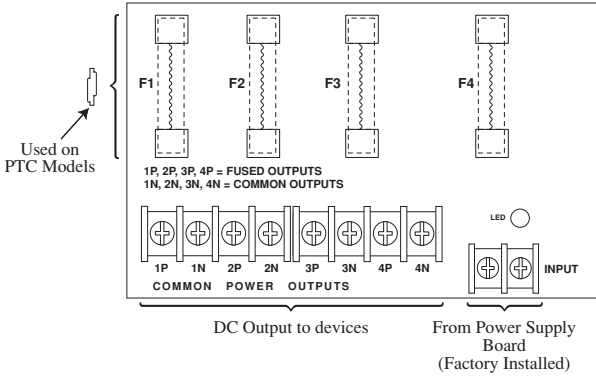 F1
F2
F3
F4
Used on
PTC Models
1P, 2P, 3P, 4P = FUSED OUTPUTS
1N, 2N, 3N, 4N = COMMON OUTPUTS
LED
1P 1N 2P 2N 3P 3N 4P 4N
INPUT
COMMON POWER OUTPUTS
DC Output to devices
From Power Supply
Board
(Factory Installed)